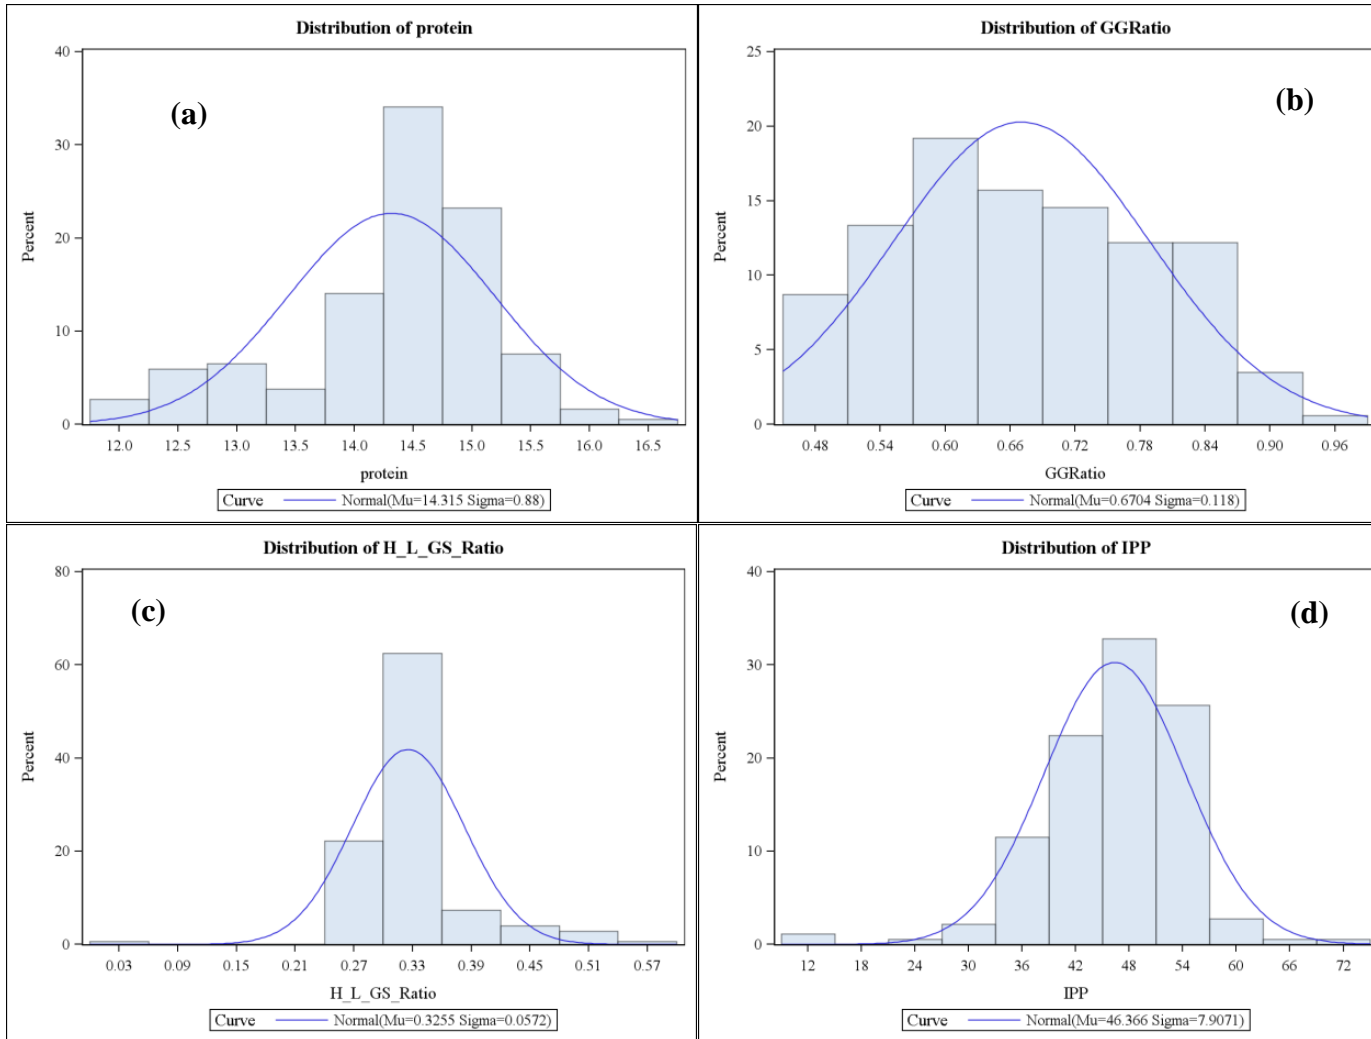 Distribution of protein
(a)
40
30
20
10
0
Percent
12.0 12.5 13.0 13.5 14.0 14.5 15.0 15.5 16.0 16.5
protein
Curve Normal(Mu=14.315 Sigma=0.88)
Distribution of GGRatio
(b)
25
20
15
10
5
0
Percent
0.48 0.54 0.60 0.66 0.72 0.78 0.84 0.90 0.96
GGRatio
Curve Normal(Mu=0.6704 Sigma=0.118)
Distribution of H_L_GS_Ratio
(c)
80
60
40
20
0
Percent
0.03 0.09 0.15 0.21 0.27 0.33 0.39 0.45 0.51 0.57
H_L_GS_Ratio
Curve Normal(Mu=0.3255 Sigma=0.0572)
Distribution of IPP
(d)
40
30
20
10
0
Percent
12 18 24 30 36 42 48 54 60 66 72
IPP
Curve Normal(Mu=46.366 Sigma=7.9071)